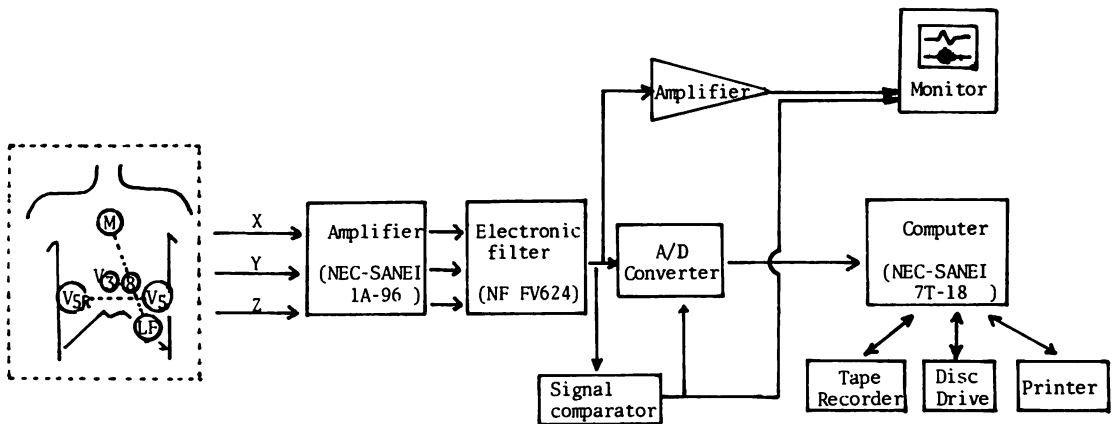 M
V3 8
V5R V5
LF
X
Y
Z
Amplifier
(NEC-SANEI
1A-96 )
Electronic
filter
(NF FV624)
Amplifier
Monitor
A/D
Converter
Signal
comparator
Computer
(NEC-SANEI
7T-18 )
Tape
Recorder
Disc
Drive
Printer